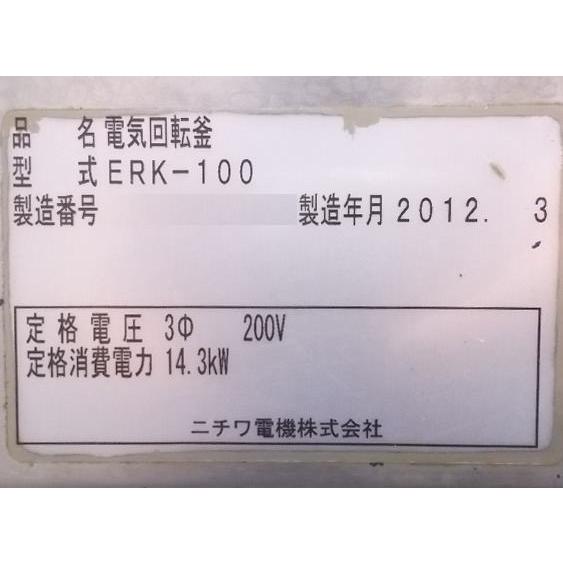 品 名 電気回転釜
型 式 ERK-100
製造番号 製造年月 2012. 3
定格電圧 3Φ 200V
定格消費電力 14.3kW
ニチワ電機株式会社